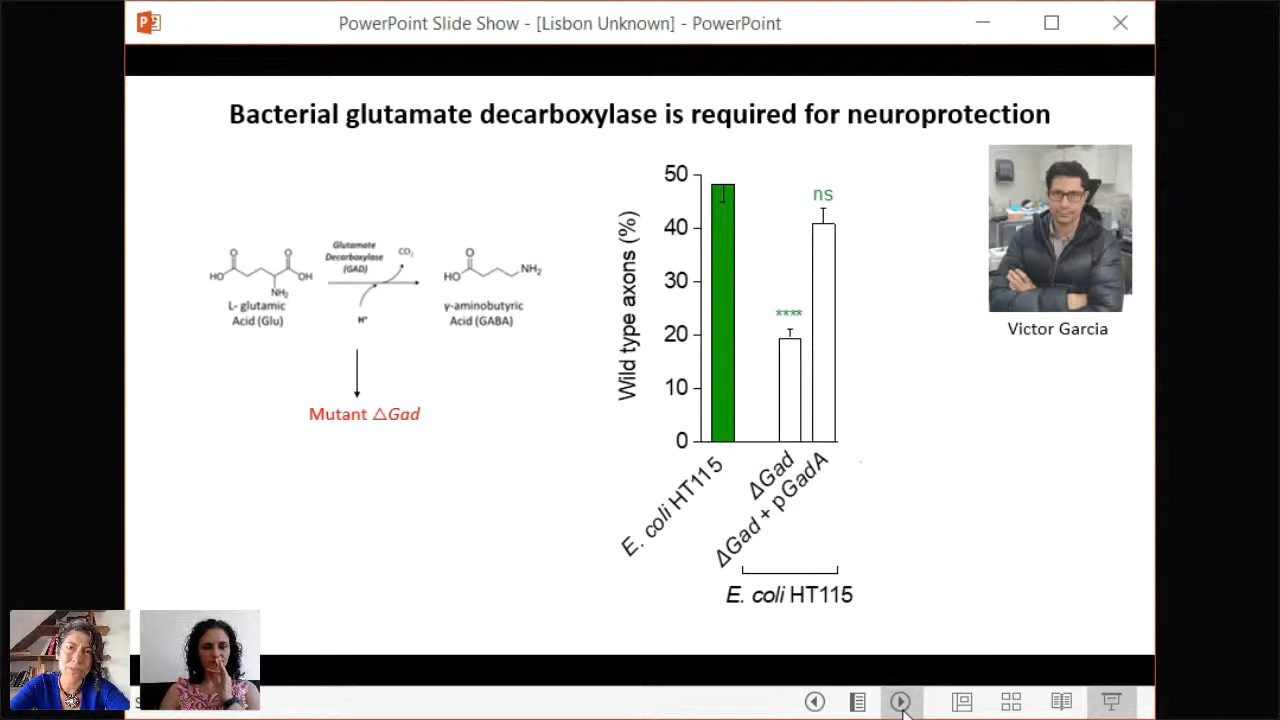 PowerPoint Slide Show - [Lisbon Unknown] - PowerPoint
Bacterial glutamate decarboxylase is required for neuroprotection
Glutamate
Decarboxylase
(GAD)
CO₂
O
O
HO
OH
NH₂
L- glutamic
Acid (Glu)
H⁺
O
HO
NH₂
γ-aminobutyric
Acid (GABA)
Mutant △Gad
Wild type axons (%)
50
40
30
20
10
0
****
ns
E. coli HT115
ΔGad
ΔGad + pGadA
E. coli HT115
Victor Garcia